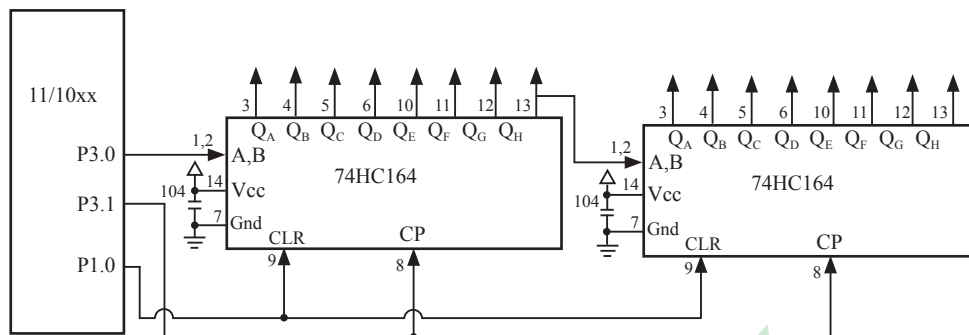 11/10xx
P3.0
P3.1
P1.0
3 4 5 6 10 11 12 13
QA QB QC QD QE QF QG QH
1,2
A,B
74HC164
14
Vcc
104
7
Gnd
CLR
CP
9
8
3 4 5 6 10 11 12 13
QA QB QC QD QE QF QG QH
1,2
A,B
74HC164
14
Vcc
104
7
Gnd
CLR
CP
9
8